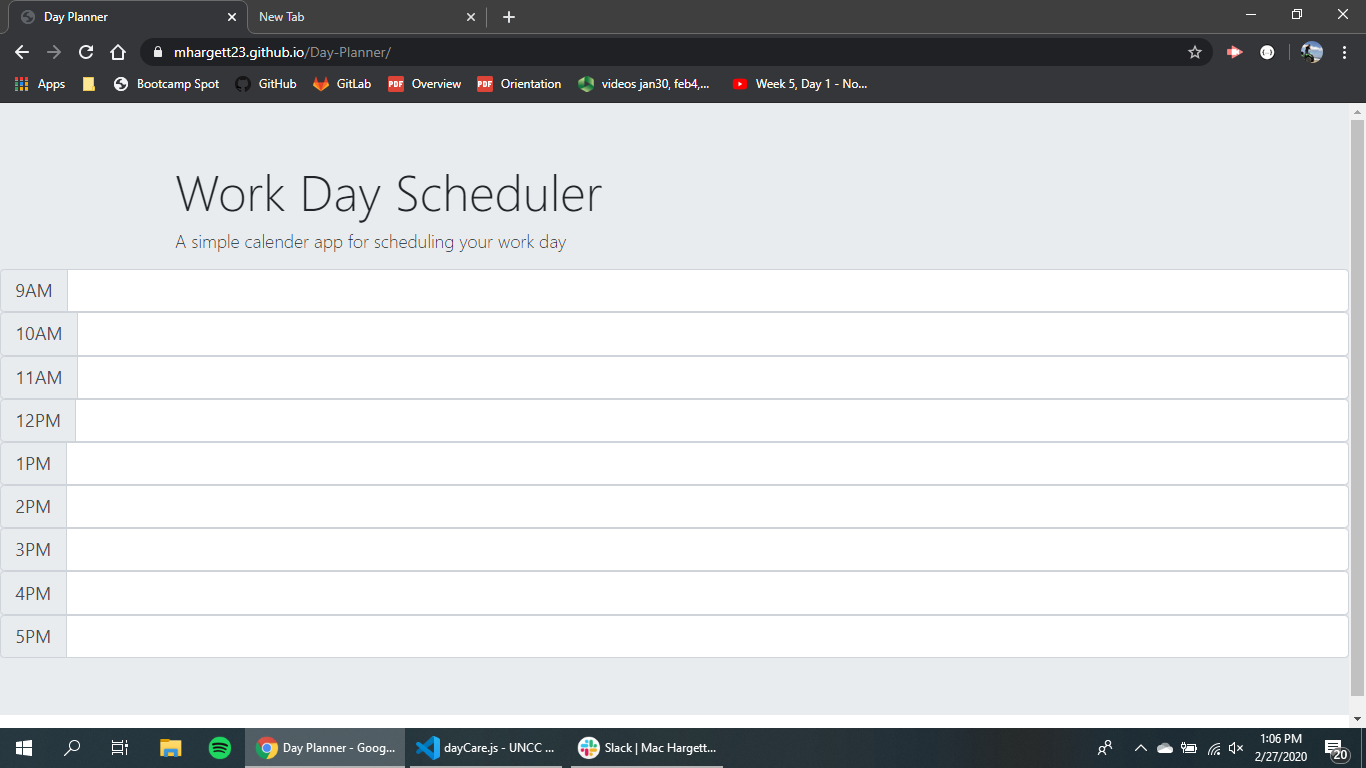 Day Planner
New Tab
mhargett23.github.io/Day-Planner/
Apps
Bootcamp Spot
GitHub
GitLab
PDF
Overview
PDF
Orientation
videos jan30, feb4,...
Week 5, Day 1 - No...
Work Day Scheduler
A simple calender app for scheduling your work day
9AM
10AM
11AM
12PM
1PM
2PM
3PM
4PM
5PM
Day Planner - Goog...
dayCare.js - UNCC ...
Slack | Mac Hargett...
1:06 PM
2/27/2020
20